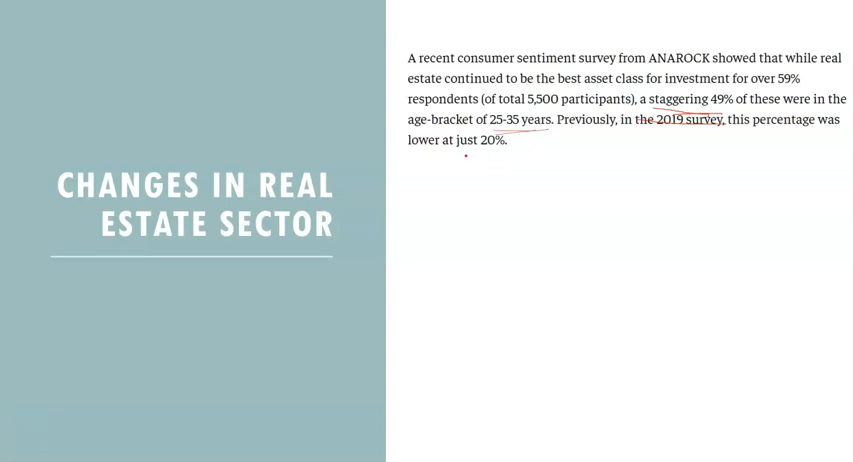 CHANGES IN REAL
ESTATE SECTOR
A recent consumer sentiment survey from ANAROCK showed that while real
estate continued to be the best asset class for investment for over 59%
respondents (of total 5,500 participants), a staggering 49% of these were in the
age-bracket of 25-35 years. Previously, in the 2019 survey, this percentage was
lower at just 20%.